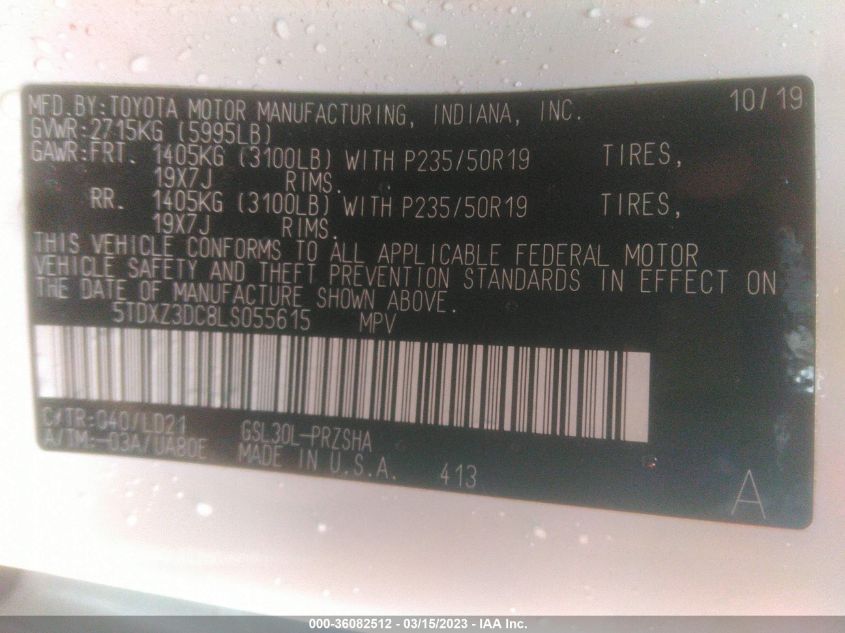 MFD. BY: TOYOTA MOTOR MANUFACTURING, INDIANA, INC. 10/19
GVWR: 2715KG (5995LB)
GAWR: FRT. 1405KG (3100LB) WITH P235/50R19 TIRES,
19X7J RIMS.
RR. 1405KG (3100LB) WITH P235/50R19 TIRES,
19X7J RIMS.
THIS VEHICLE CONFORMS TO ALL APPLICABLE FEDERAL MOTOR
VEHICLE SAFETY AND THEFT PREVENTION STANDARDS IN EFFECT ON
THE DATE OF MANUFACTURE SHOWN ABOVE.
5TDXZ3DC8LS055615 MPV
C/TR: 040/LD21 GSL30L-PRZSHA
A/TM: -03A/UA80E MADE IN U.S.A. 413
A
000-36082512 - 03/15/2023 - IAA Inc.